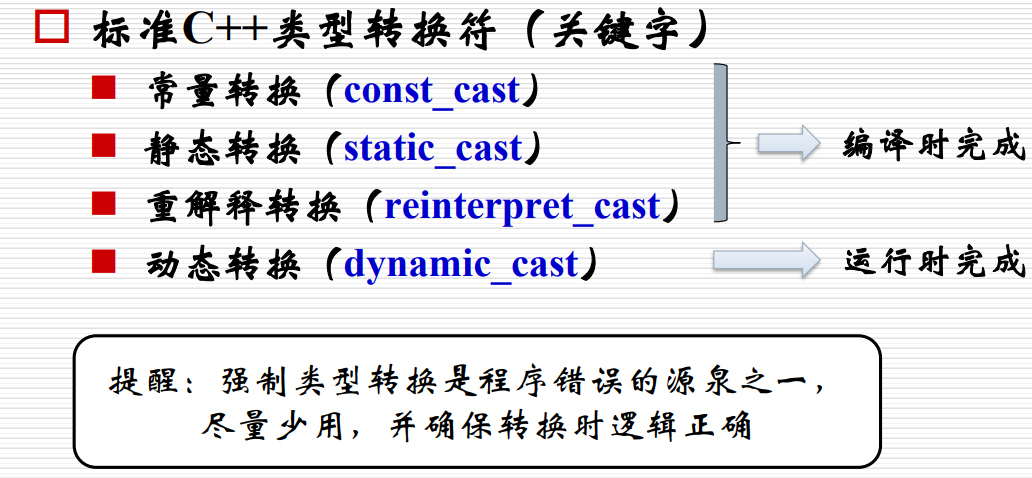 标准C++类型转换符（关键字）
常量转换（const_cast）
静态转换（static_cast）
编译时完成
重解释转换（reinterpret_cast）
动态转换（dynamic_cast）
运行时完成
提醒：强制类型转换是程序错误的源泉之一，
尽量少用，并确保转换时逻辑正确